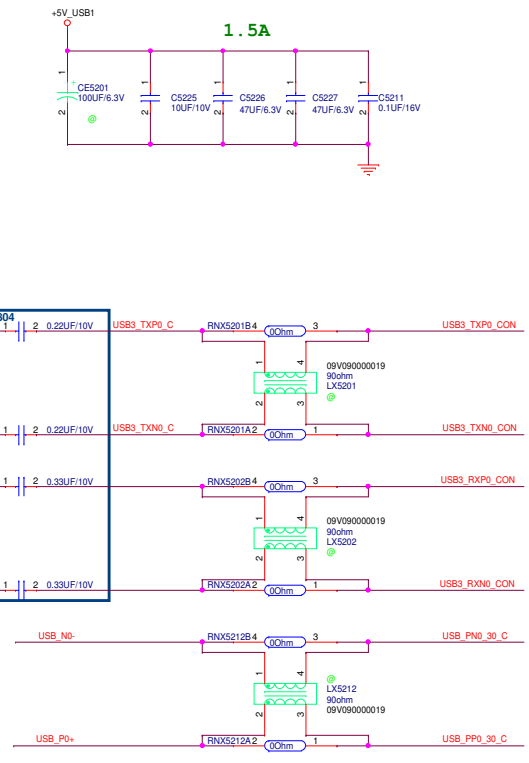 +5V_USB1
1.5A
1
2
+
CE5201
100UF/6.3V
@
1
2
C5225
10UF/10V
1
2
C5226
47UF/6.3V
1
2
C5227
47UF/6.3V
1
2
C5211
0.1UF/16V
1 2 0.22UF/10V
USB3_TXP0_C
RNX5201B 4 0Ohm 3
USB3_TXP0_CON
1 4
2 3
09V090000019
90ohm
LX5201
@
1 2 0.22UF/10V
USB3_TXN0_C
RNX5201A 2 0Ohm 1
USB3_TXN0_CON
1 2 0.33UF/10V
RNX5202B 4 0Ohm 3
USB3_RXP0_CON
1 4
2 3
09V090000019
90ohm
LX5202
@
1 2 0.33UF/10V
RNX5202A 2 0Ohm 1
USB3_RXN0_CON
USB_N0-
RNX5212B 4 0Ohm 3
USB_PN0_30_C
1 4
2 3
@
LX5212
90ohm
09V090000019
USB_P0+
RNX5212A 2 0Ohm 1
USB_PP0_30_C